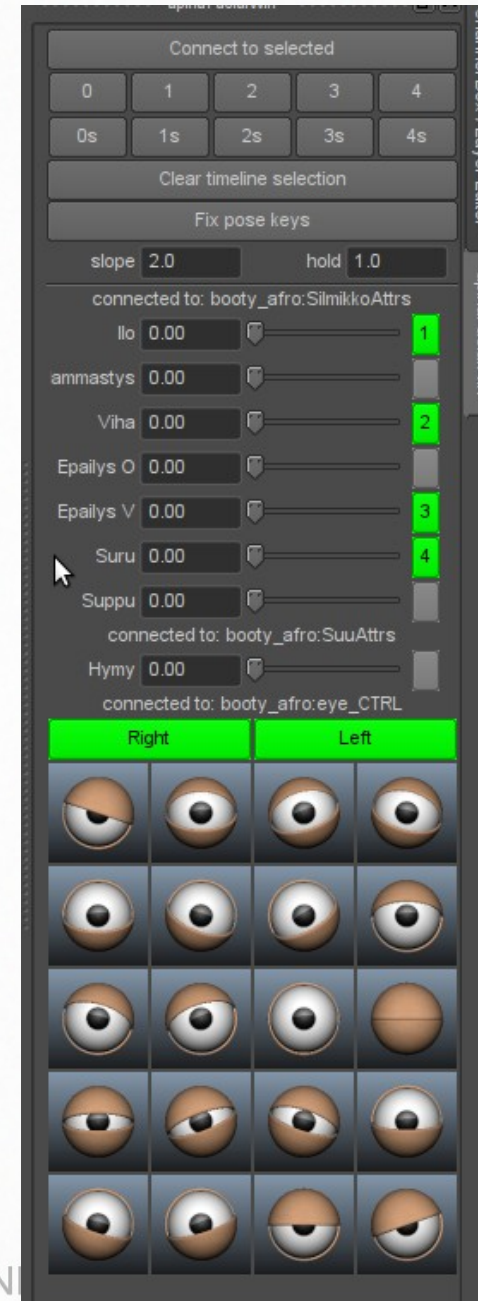 Connect to selected
0 1 2 3 4
0s 1s 2s 3s 4s
Clear timeline selection
Fix pose keys
slope 2.0 hold 1.0
connected to: booty_afro:SilmikkoAttrs
Ilo 0.00 1
ammastys 0.00
Viha 0.00 2
Epailys O 0.00
Epailys V 0.00 3
Suru 0.00 4
Suppu 0.00
connected to: booty_afro:SuuAttrs
Hymy 0.00
connected to: booty_afro:eye_CTRL
Right Left